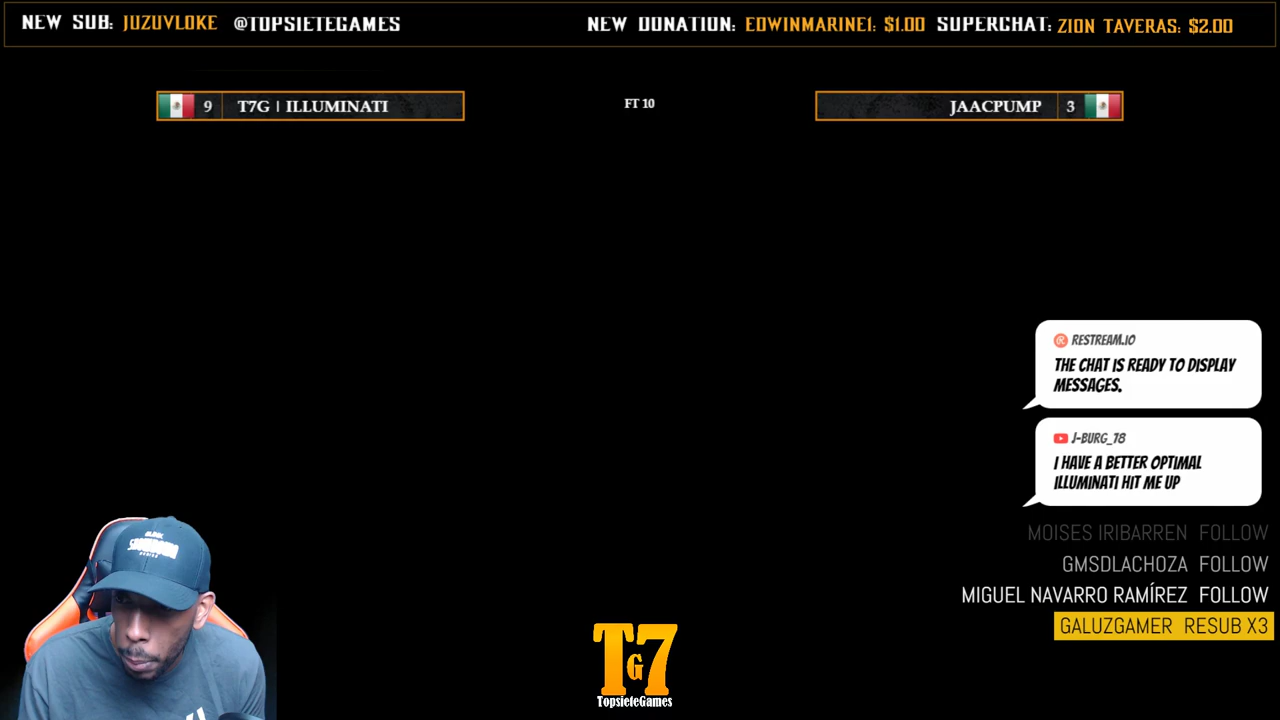 NEW SUB: JUZUVLOKE @TOPSIETEGAMES NEW DONATION: EDWINMARINE1: $1.00 SUPERCHAT: ZION TAVERAS: $2.00
9 T7G | ILLUMINATI FT 10 JAACPUMP 3
RESTREAM.IO
THE CHAT IS READY TO DISPLAY
MESSAGES.
J-BURG_78
I HAVE A BETTER OPTIMAL
ILLUMINATI HIT ME UP
MOISES IRIBARREN FOLLOW
GMSDLACHOZA FOLLOW
MIGUEL NAVARRO RAMÍREZ FOLLOW
GALUZGAMER RESUB X3
TG7
TopsieteGames